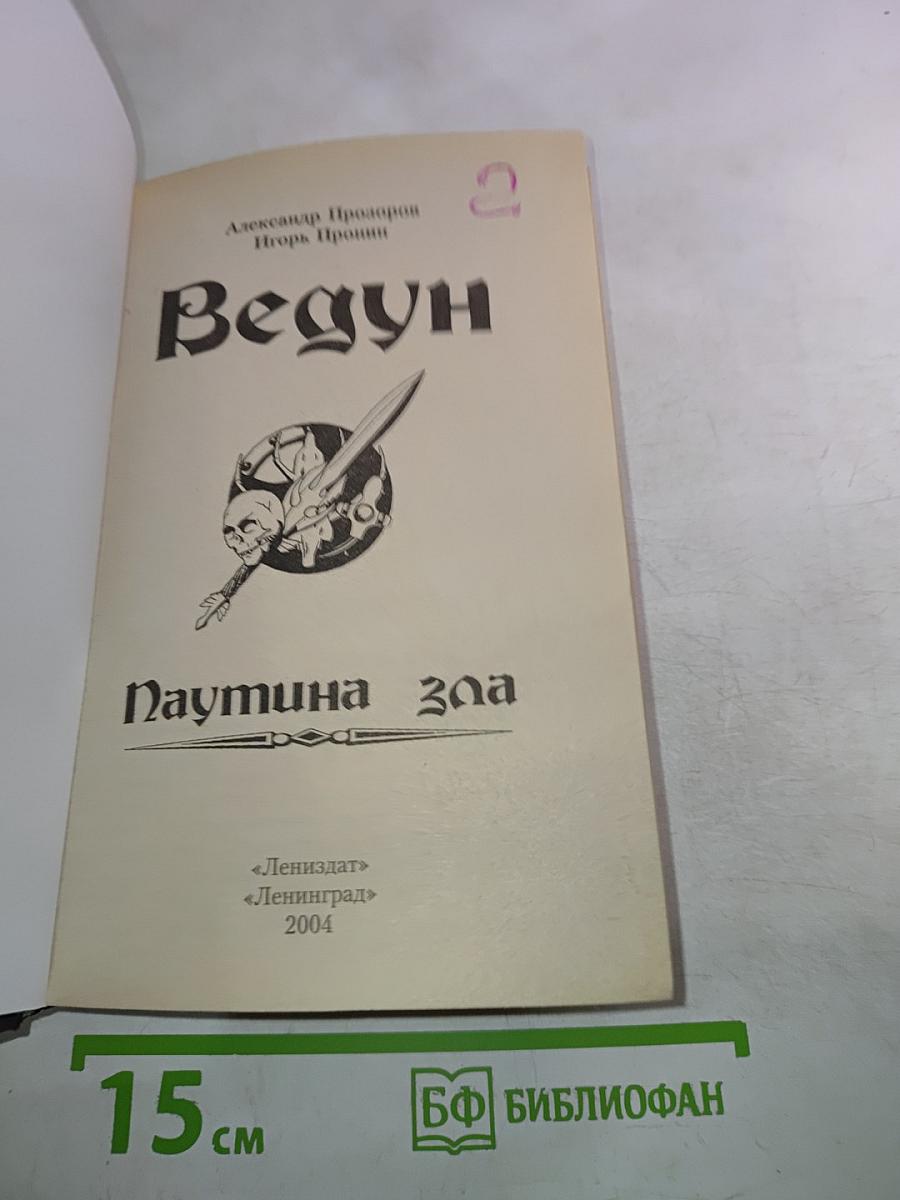 2
Александр Прозоров
Игорь Пронин
Ведун
Паутина зла
«Лениздат»
«Ленинград»
2004
15 см
БФ БИБЛИОФАН